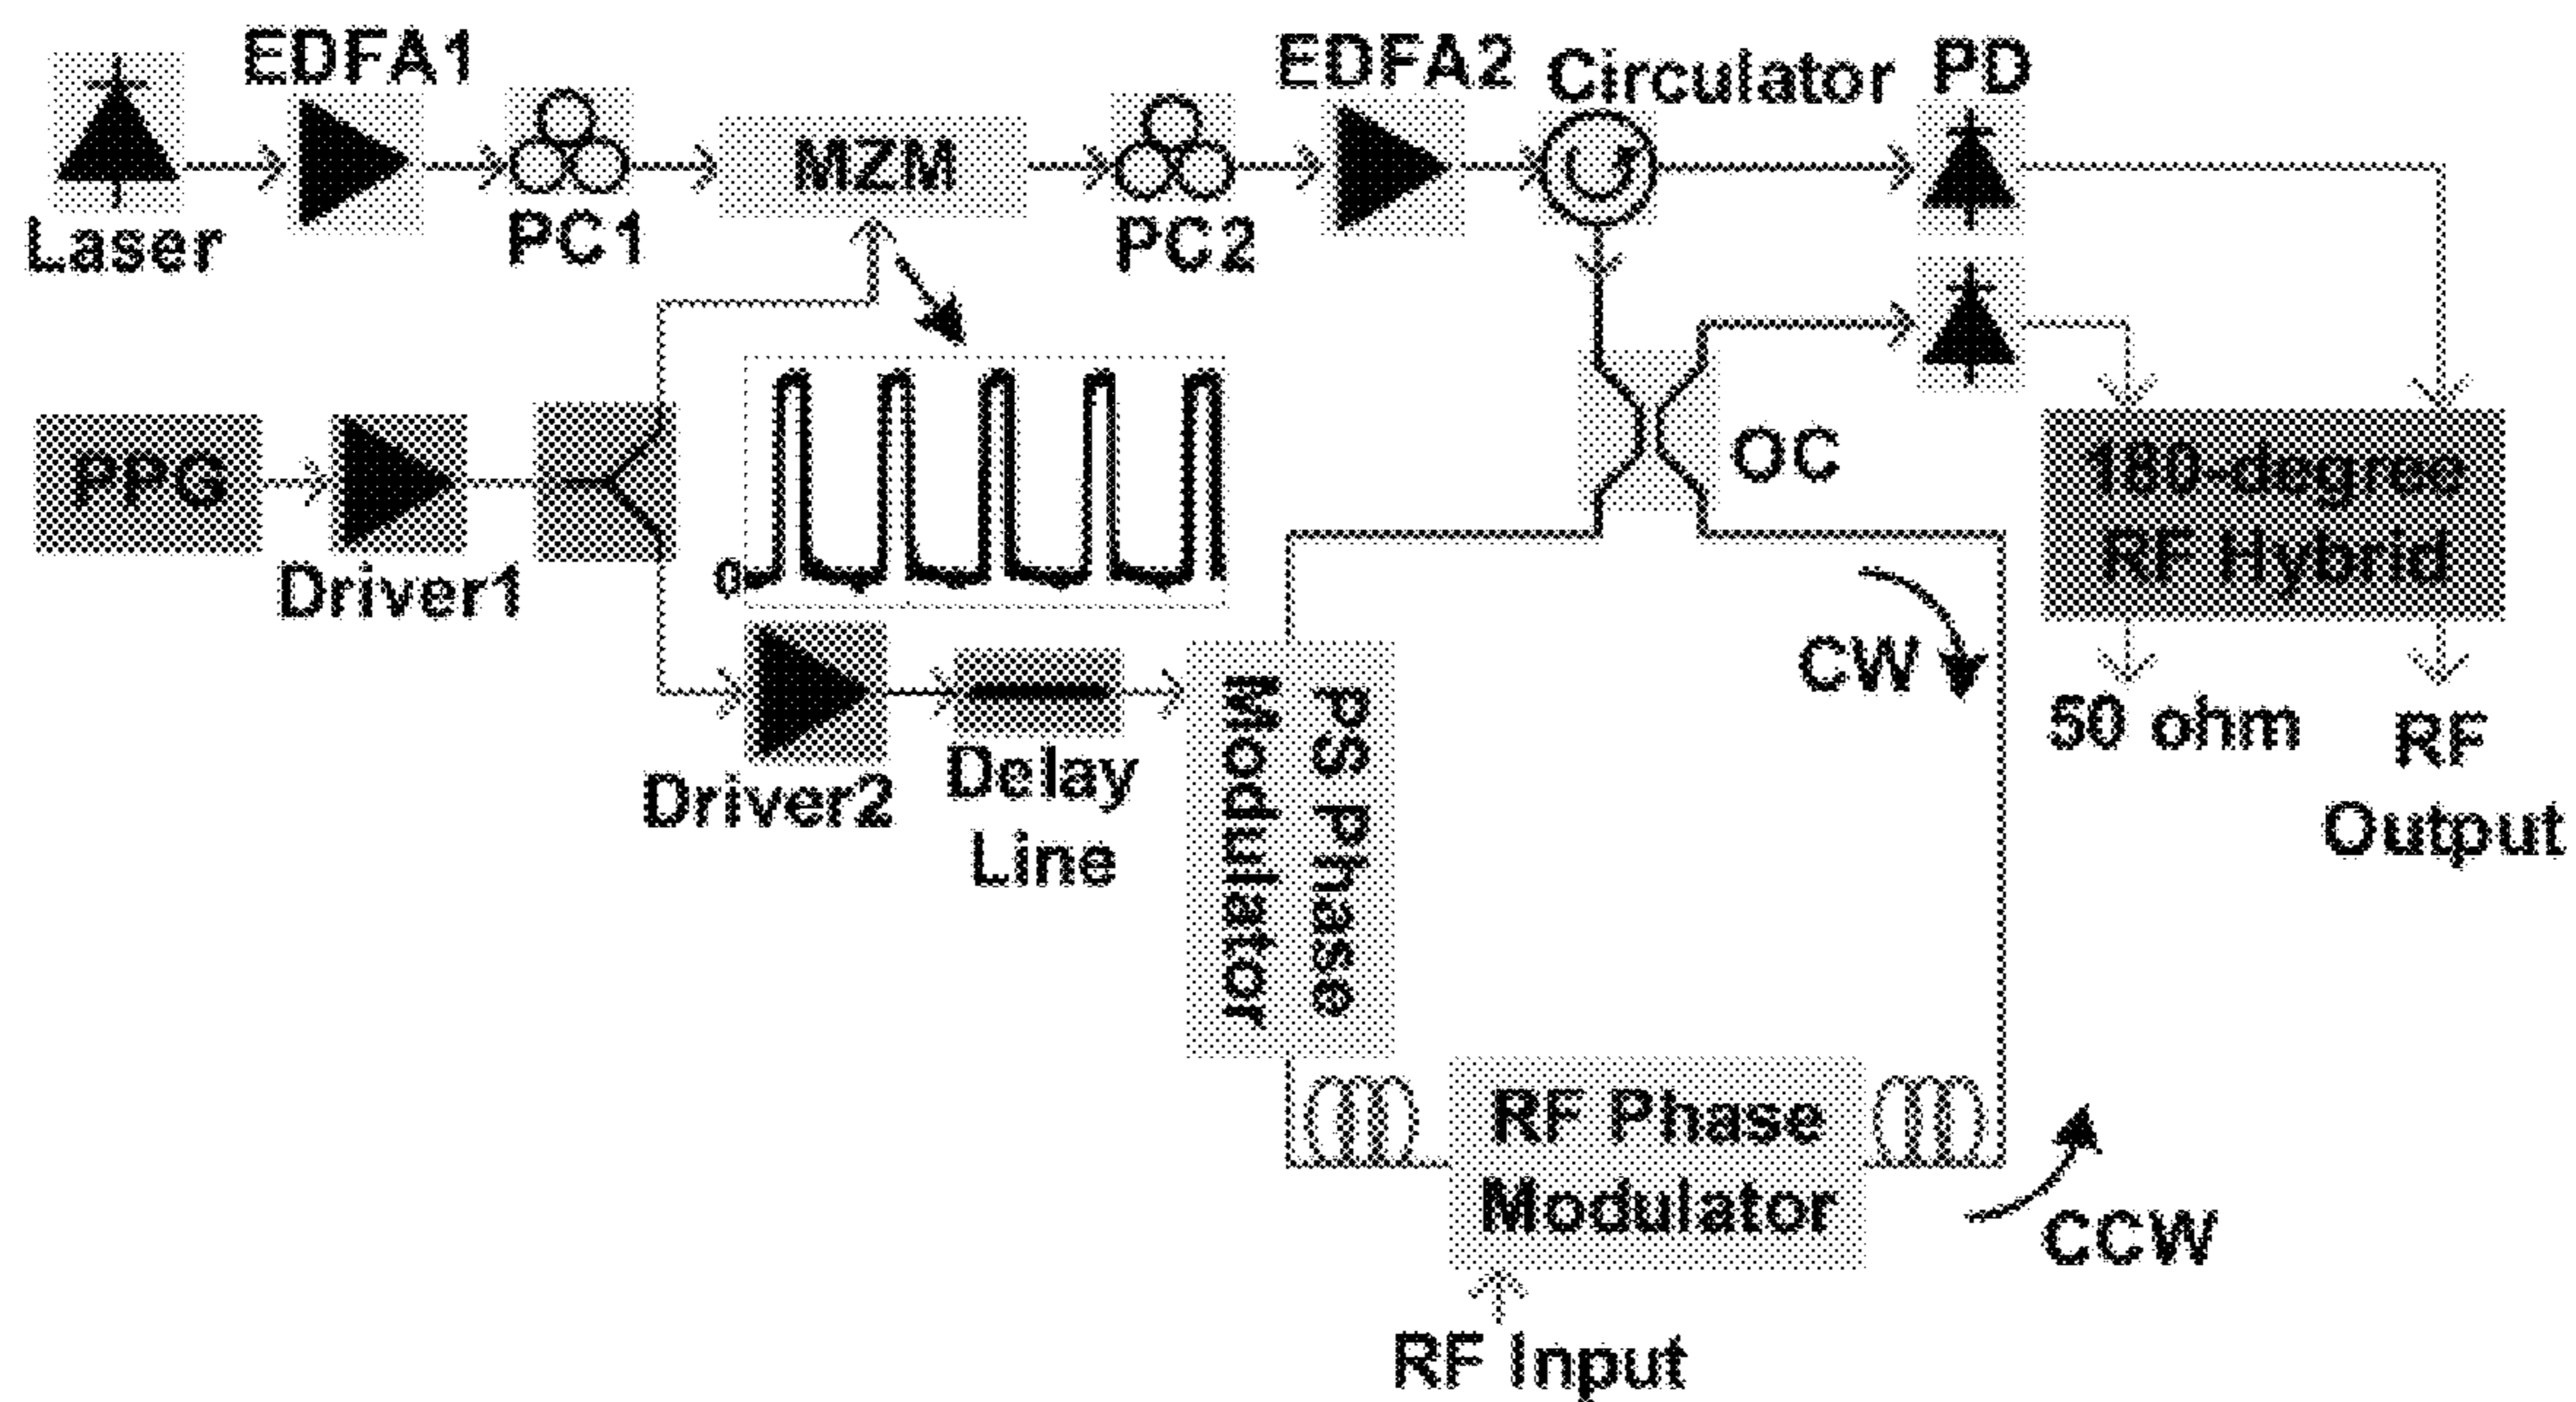 EDFA1
EDFA2
Circulator
PD
MZM
Laser
PC1
PC2
PPG
OC
180-degree
RF Hybrid
Driver1
0
CW
50 ohm
RF
Output
PS Phase
Modulator
Driver2
Delay
Line
RF Phase
Modulator
CCW
RF Input